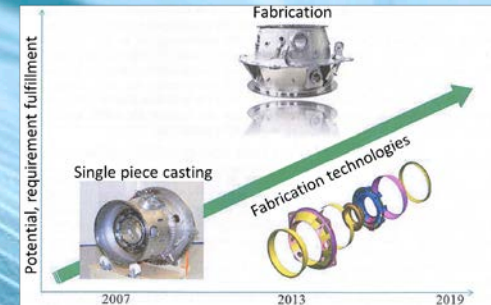 Fabrication
Potential, requirement fulfillment
Single piece casting
Fabrication technologies
2007
2013
2019